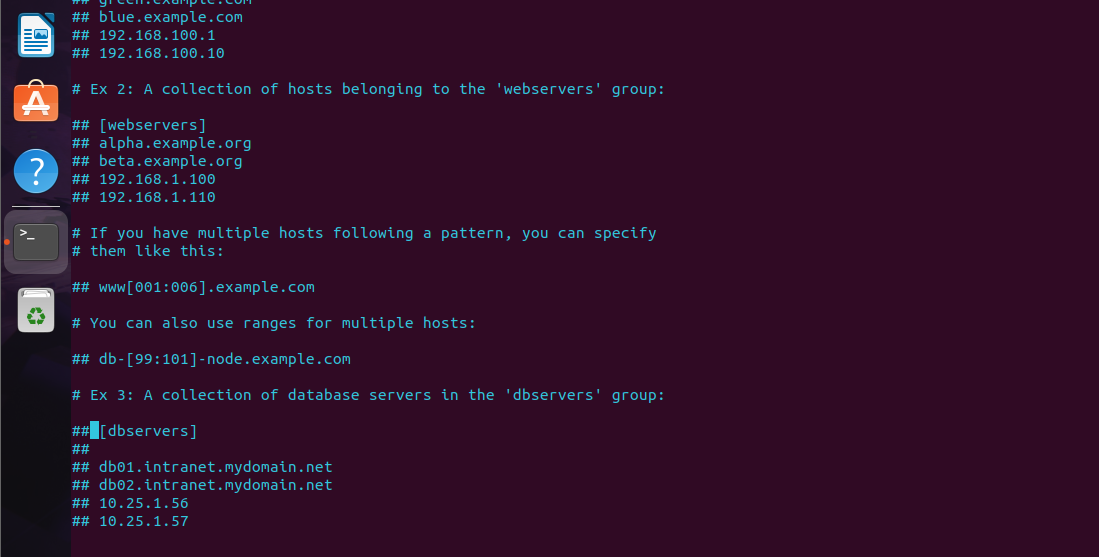 ## green.example.com
## blue.example.com
## 192.168.100.1
## 192.168.100.10
# Ex 2: A collection of hosts belonging to the 'webservers' group:
## [webservers]
## alpha.example.org
## beta.example.org
## 192.168.1.100
## 192.168.1.110
# If you have multiple hosts following a pattern, you can specify
# them like this:
## www[001:006].example.com
# You can also use ranges for multiple hosts:
## db-[99:101]-node.example.com
# Ex 3: A collection of database servers in the 'dbservers' group:
## [dbservers]
##
## db01.intranet.mydomain.net
## db02.intranet.mydomain.net
## 10.25.1.56
## 10.25.1.57